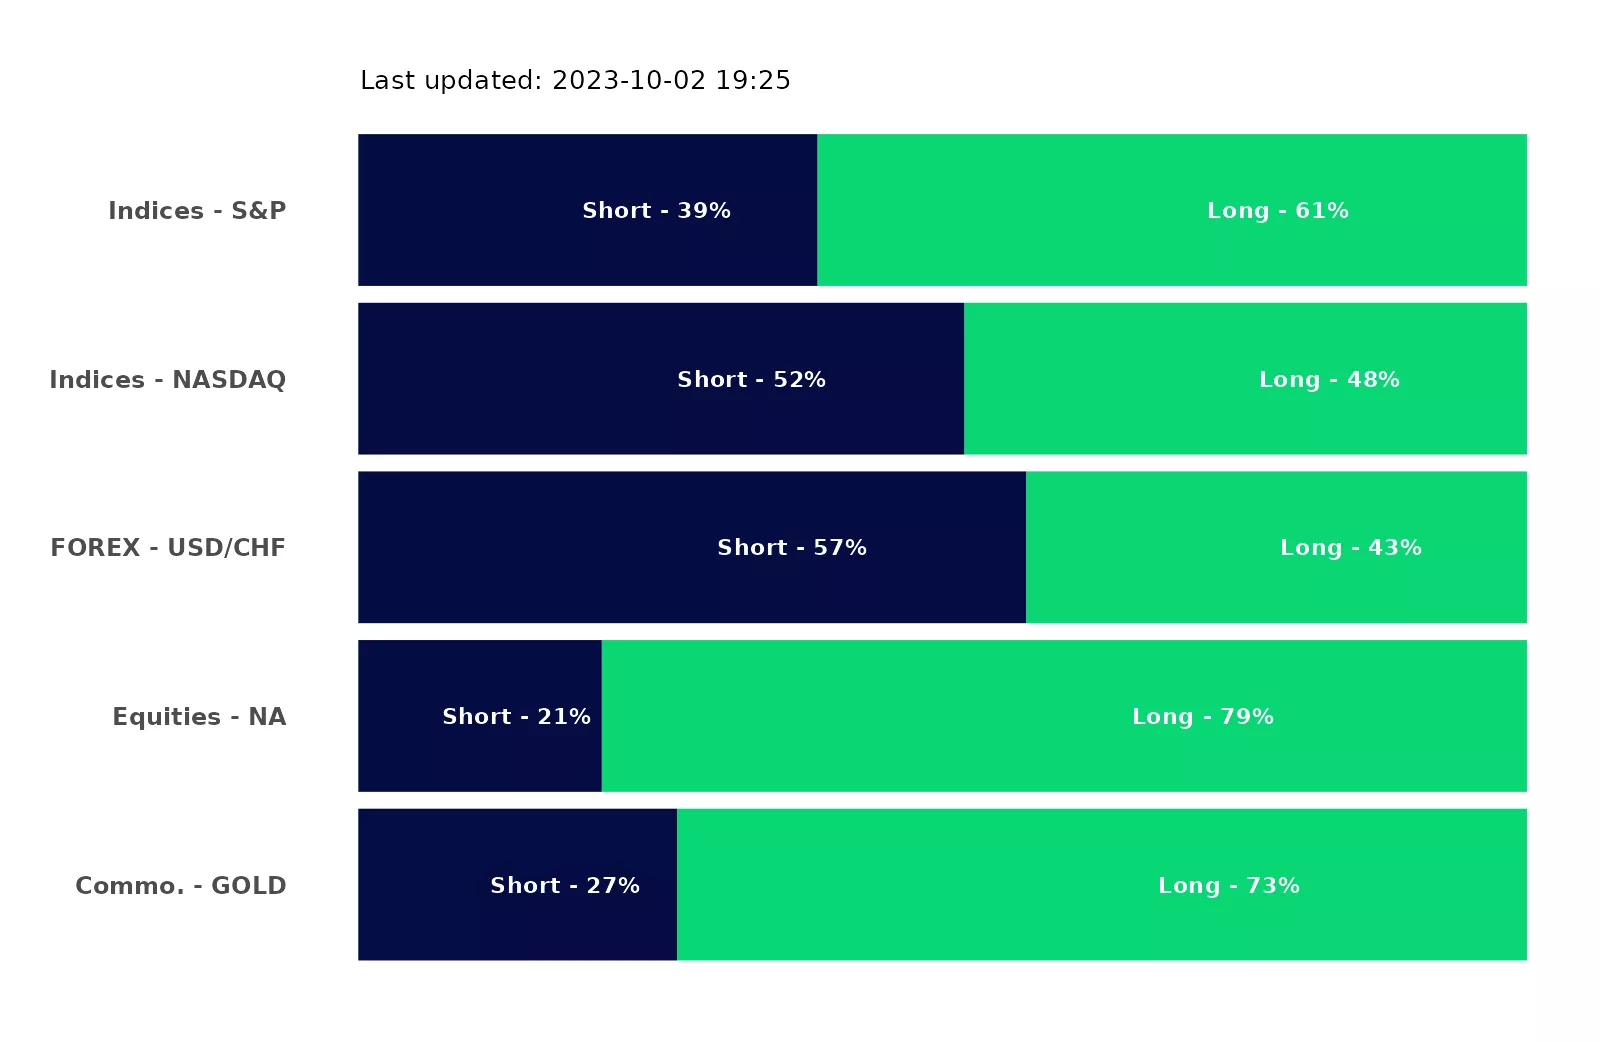 Last updated: 2023-10-02 19:25
Indices - S&P Short - 39% Long - 61%
Indices - NASDAQ Short - 52% Long - 48%
FOREX - USD/CHF Short - 57% Long - 43%
Equities - NA Short - 21% Long - 79%
Commo. - GOLD Short - 27% Long - 73%